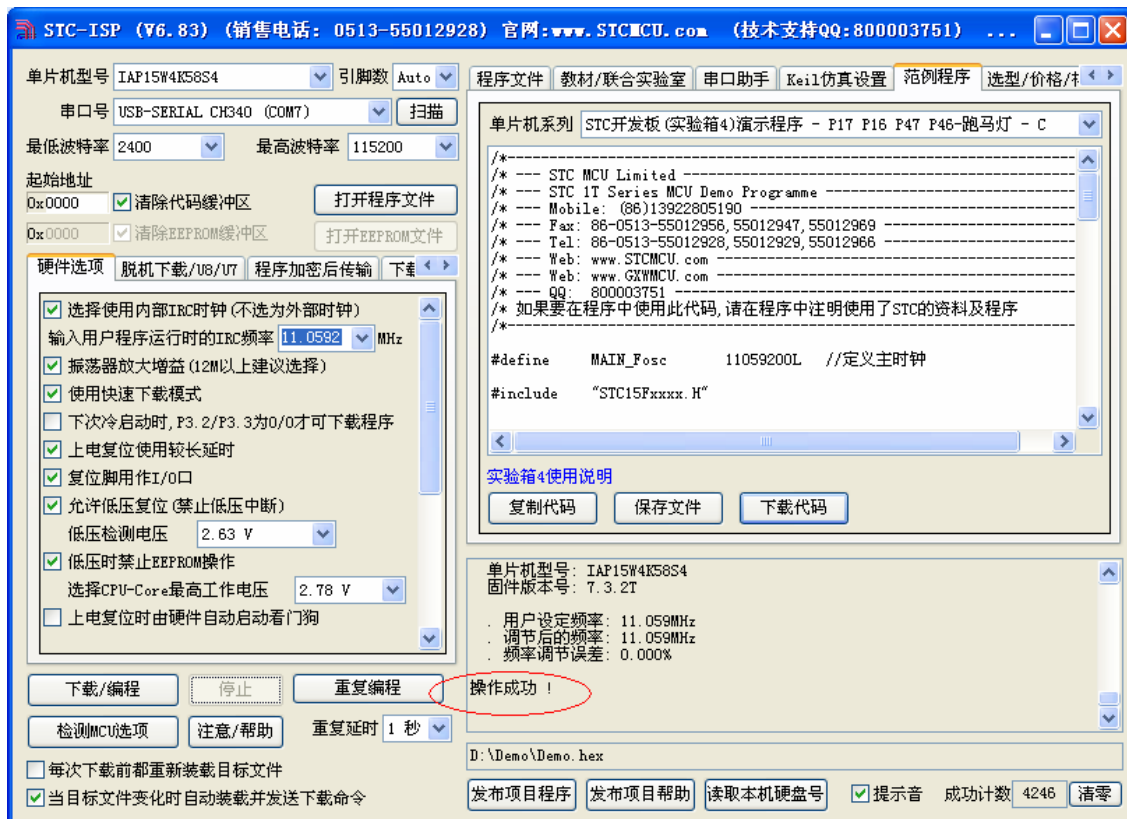 STC-ISP (V6.83) (销售电话: 0513-55012928) 官网:www.STCMCU.com (技术支持QQ:800003751) ...
单片机型号 IAP15W4K58S4 引脚数 Auto
串口号 USB-SERIAL CH340 (COM7) 扫描
最低波特率 2400 最高波特率 115200
起始地址
0x0000 清除代码缓冲区 打开程序文件
0x0000 清除EEPROM缓冲区 打开EEPROM文件
硬件选项 脱机下载/U8/U7 程序加密后传输
选择使用内部IRC时钟(不选为外部时钟)
输入用户程序运行时的IRC频率 11.0592 MHz
振荡器放大增益(12M以上建议选择)
使用快速下载模式
下次冷启动时,P3.2/P3.3为0/0才可下载程序
上电复位使用较长延时
复位脚用作I/O口
允许低压复位(禁止低压中断)
低压检测电压 2.63 V
低压时禁止EEPROM操作
选择CPU-Core最高工作电压 2.78 V
上电复位时由硬件自动启动看门狗
下载/编程 停止 重复编程
检测MCU选项 注意/帮助 重复延时 1 秒
每次下载前都重新装载目标文件
当目标文件变化时自动装载并发送下载命令
程序文件 教材/联合实验室 串口助手 Keil仿真设置 范例程序 选型/价格/
单片机系列 STC开发板(实验箱4)演示程序 - P17 P16 P47 P46-跑马灯 - C
/*---------------------------------------------------------------------
/* --- STC MCU Limited ------------------------------------------------
/* --- STC 1T Series MCU Demo Programme -------------------------------
/* --- Mobile: (86)13922805190 ----------------------------------------
/* --- Fax: 86-0513-55012956,55012947,55012969 ------------------------
/* --- Tel: 86-0513-55012928,55012929,55012966 ------------------------
/* --- Web: www.STCMCU.com --------------------------------------------
/* --- Web: www.GXWMCU.com --------------------------------------------
/* --- QQ: 800003751 --------------------------------------------------
/* 如果要在程序中使用此代码,请在程序中注明使用了STC的资料及程序
/*---------------------------------------------------------------------
#define MAIN_Fosc 11059200L //定义主时钟
#include "STC15Fxxxx.H"
实验箱4使用说明
复制代码 保存文件 下载代码
单片机型号: IAP15W4K58S4
固件版本号: 7.3.2T
. 用户设定频率: 11.059MHz
. 调节后的频率: 11.059MHz
. 频率调节误差: 0.000%
操作成功 !
D:\Demo\Demo.hex
发布项目程序 发布项目帮助 读取本机硬盘号 提示音 成功计数 4246 清零